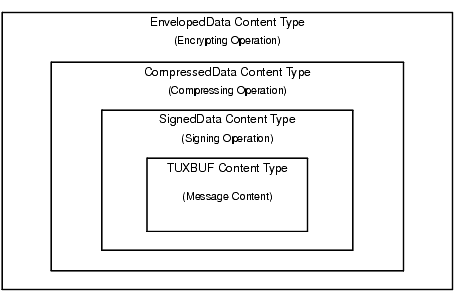 EnvelopedData Content Type
(Encrypting Operation)
CompressedData Content Type
(Compressing Operation)
SignedData Content Type
(Signing Operation)
TUXBUF Content Type
(Message Content)